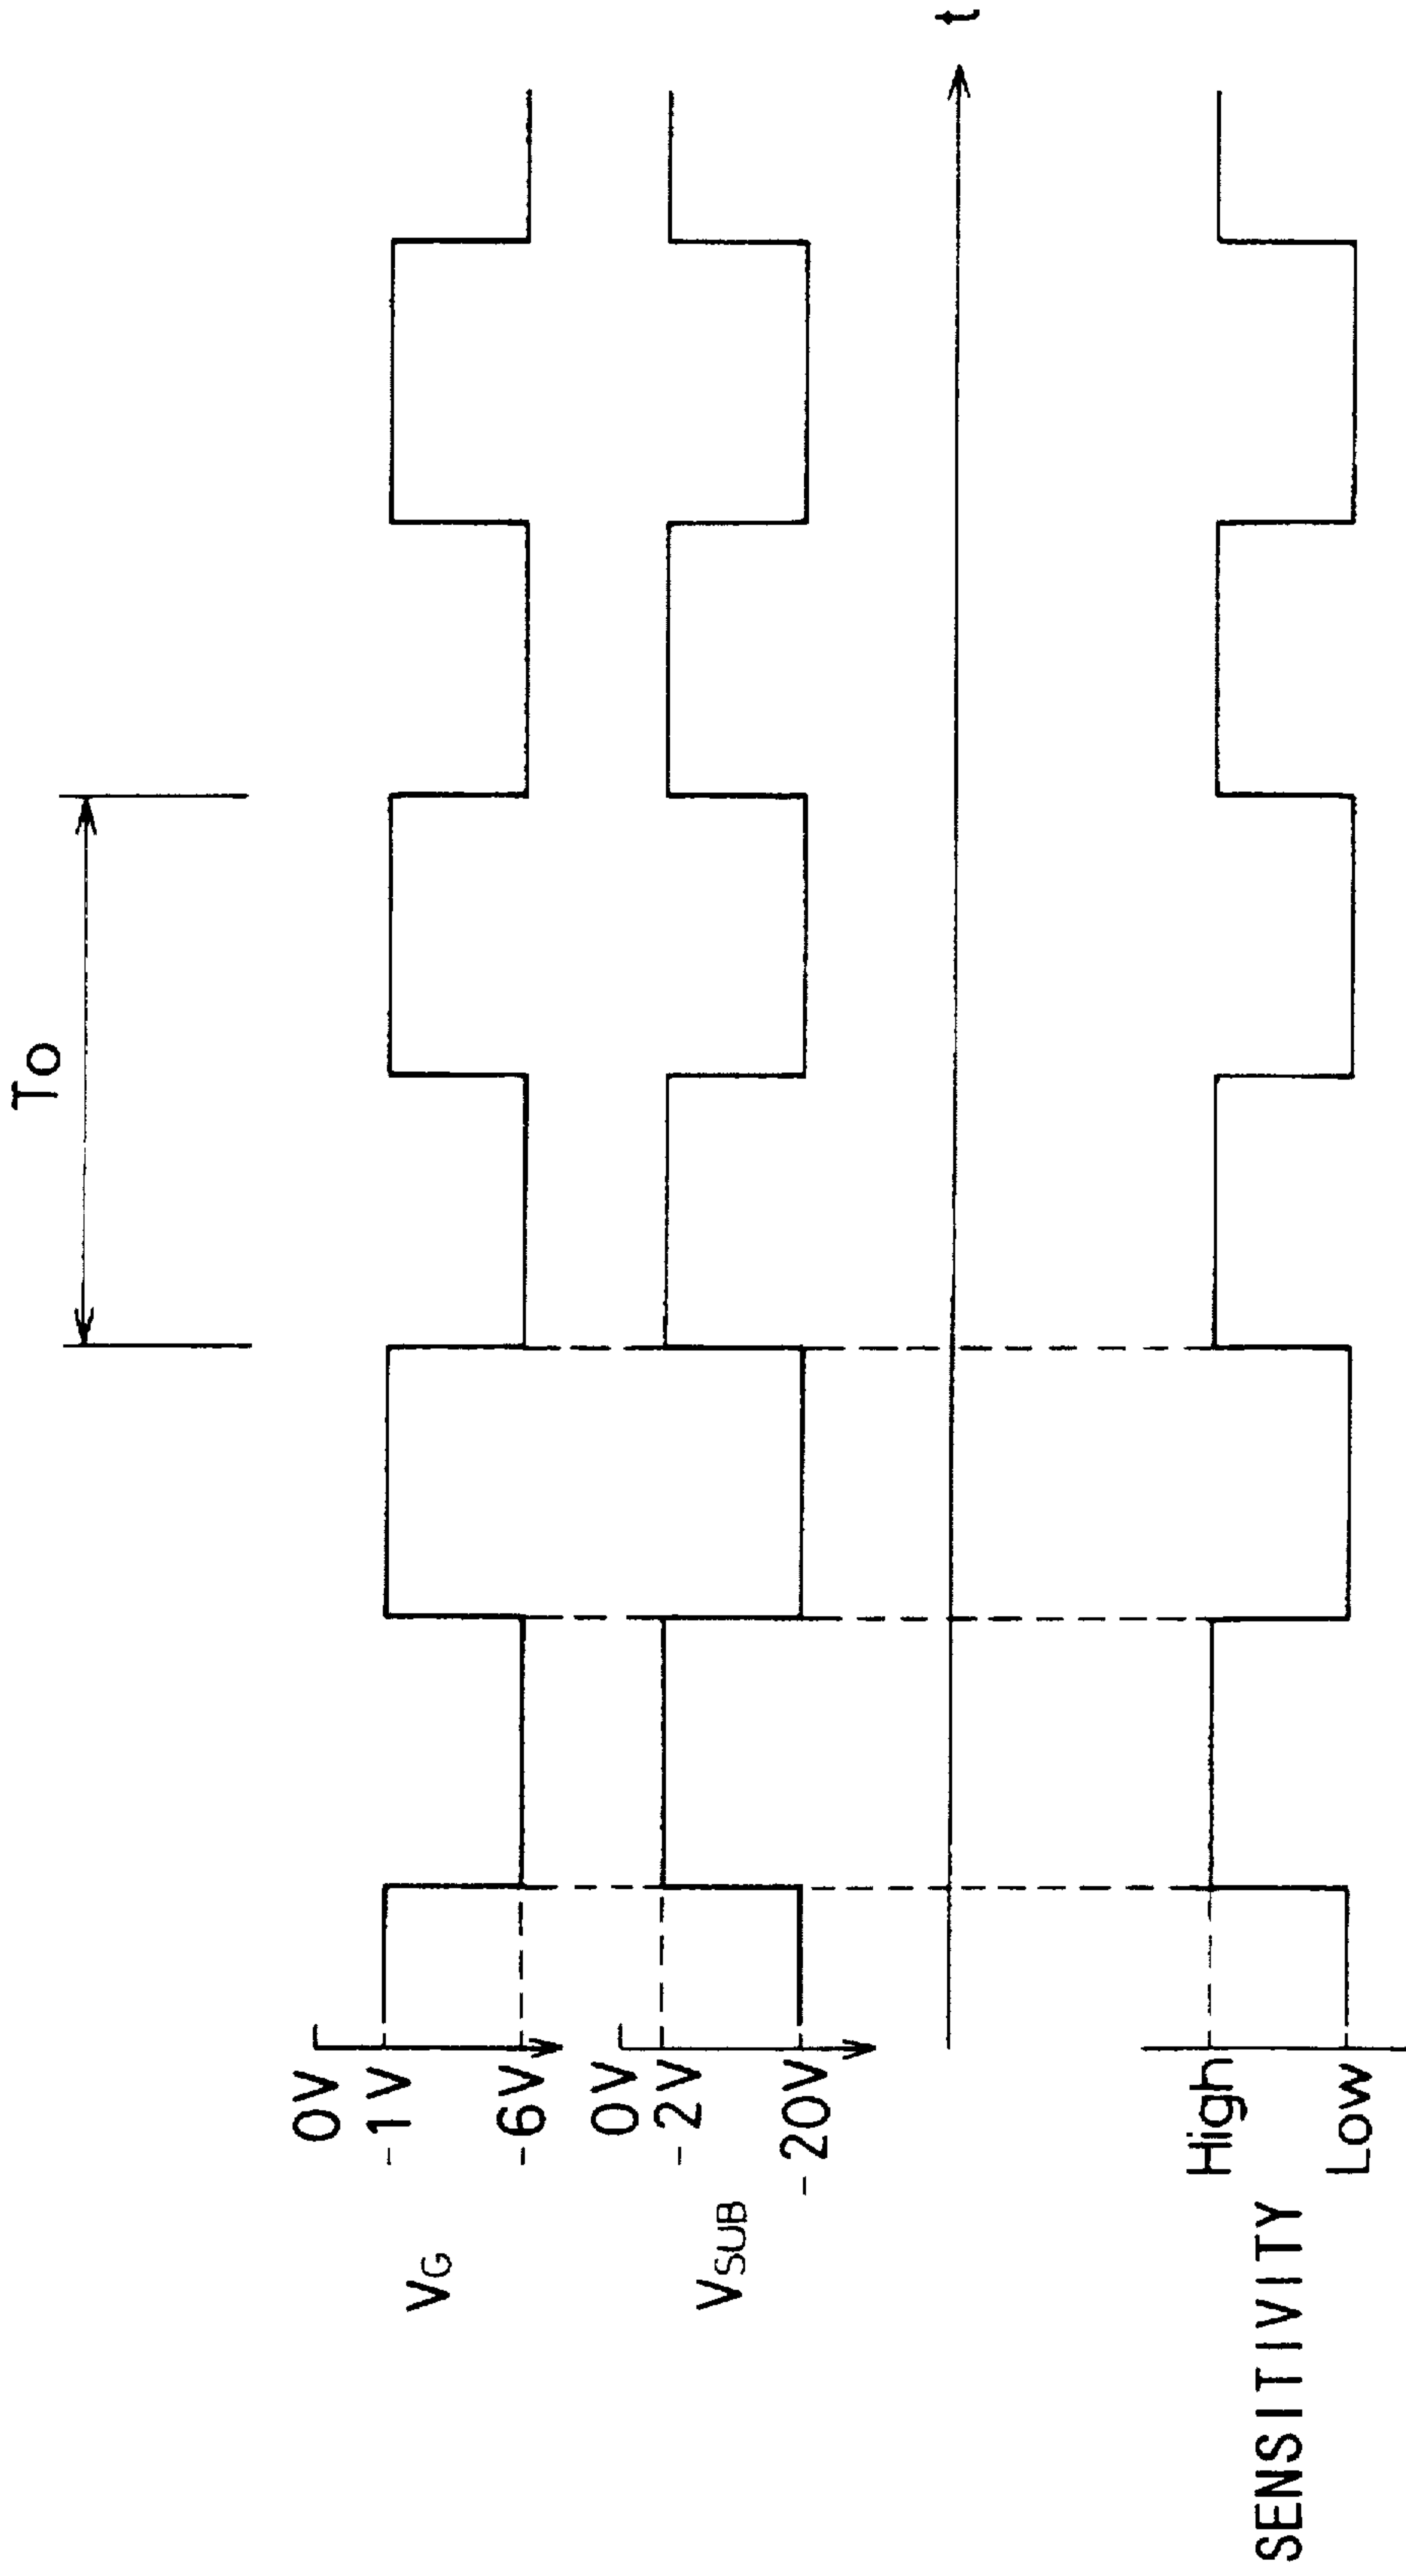 To
0V
-1V
-6V
VG
0V
-2V
-20V
VSUB
t
High
Low
SENSITIVITY